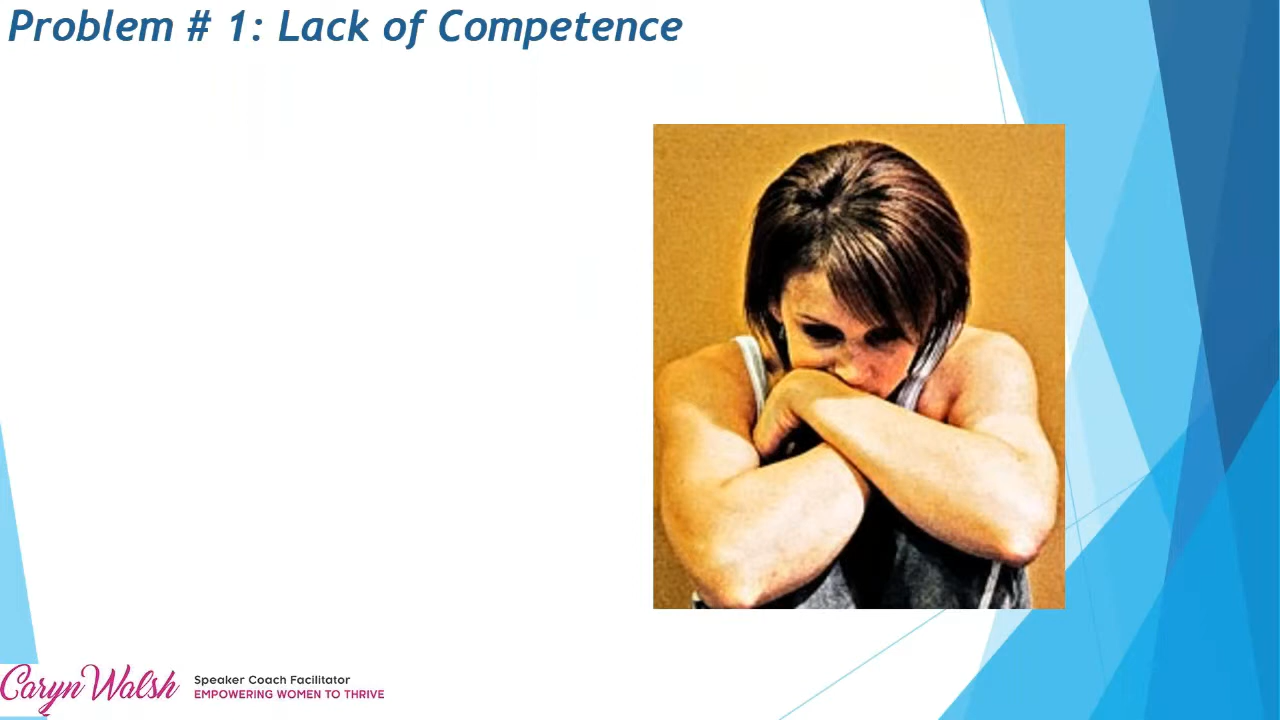 Problem # 1: Lack of Competence
Caryn Walsh
Speaker Coach Facilitator
EMPOWERING WOMEN TO THRIVE